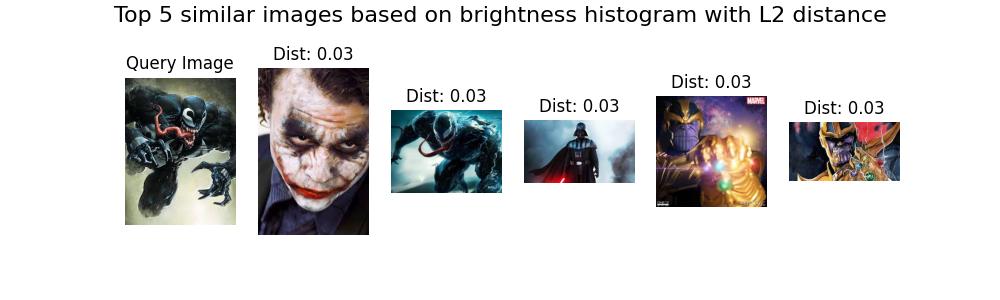 Top 5 similar images based on brightness histogram with L2 distance
Query Image
Dist: 0.03
Dist: 0.03
Dist: 0.03
Dist: 0.03
Dist: 0.03
MARVEL